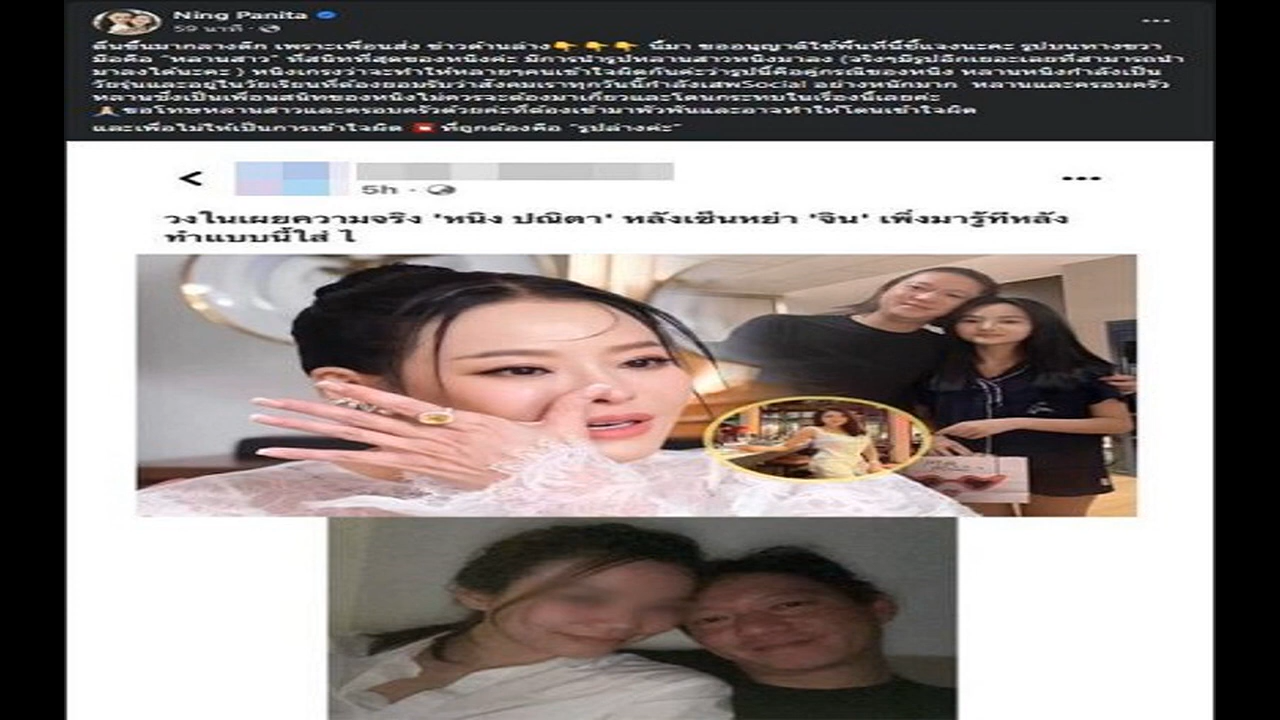 Ning Panita
59 นาที ·
ตื่นขึ้นมากลางดึก เพราะเพื่อนส่ง ข่าวด้านล่าง👇👇👇 นี้มา ขออนุญาติใช้พื้นที่นี้ชี้แจงนะคะ รูปบนทางขวา
มือคือ "หลานสาว" ที่สนิทที่สุดของหนิงค่ะ มีการนำรูปหลานสาวหนิงมาลง (จริงๆมีรูปอีกเยอะเลยที่สามารถนำ
มาลงได้นะคะ ) หนิงเกรงว่าจะทำให้หลายๆคนเข้าใจผิดกันค่ะว่ารูปนี้คือคู่กรณีของหนิง หลานหนิงกำลังเป็น
วัยรุ่นและอยู่ในวัยเรียนที่ต้องยอมรับว่าสังคมเราทุกวันนี้กำลังเสพSocial อย่างหนักมาก หลานและครอบครัว
หลานซึ่งเป็นเพื่อนสนิทของหนิงไม่ควรจะต้องมาเกี่ยวและโดนกระทบในเรื่องนี้เลยค่ะ
🙏ขอโทษหลานสาวและครอบครัวด้วยค่ะที่ต้องเข้ามาพัวพันและอาจทำให้โดนเข้าใจผิด
และเพื่อไม่ให้เป็นการเข้าใจผิด 💥ที่ถูกต้องคือ "รูปล่างค่ะ"
5h ·
วงในเผยความจริง 'หนิง ปณิตา' หลังเซ็นหย่า 'จิน' เพิ่งมารู้ทีหลัง
ทำแบบนี้ใส่ ไ